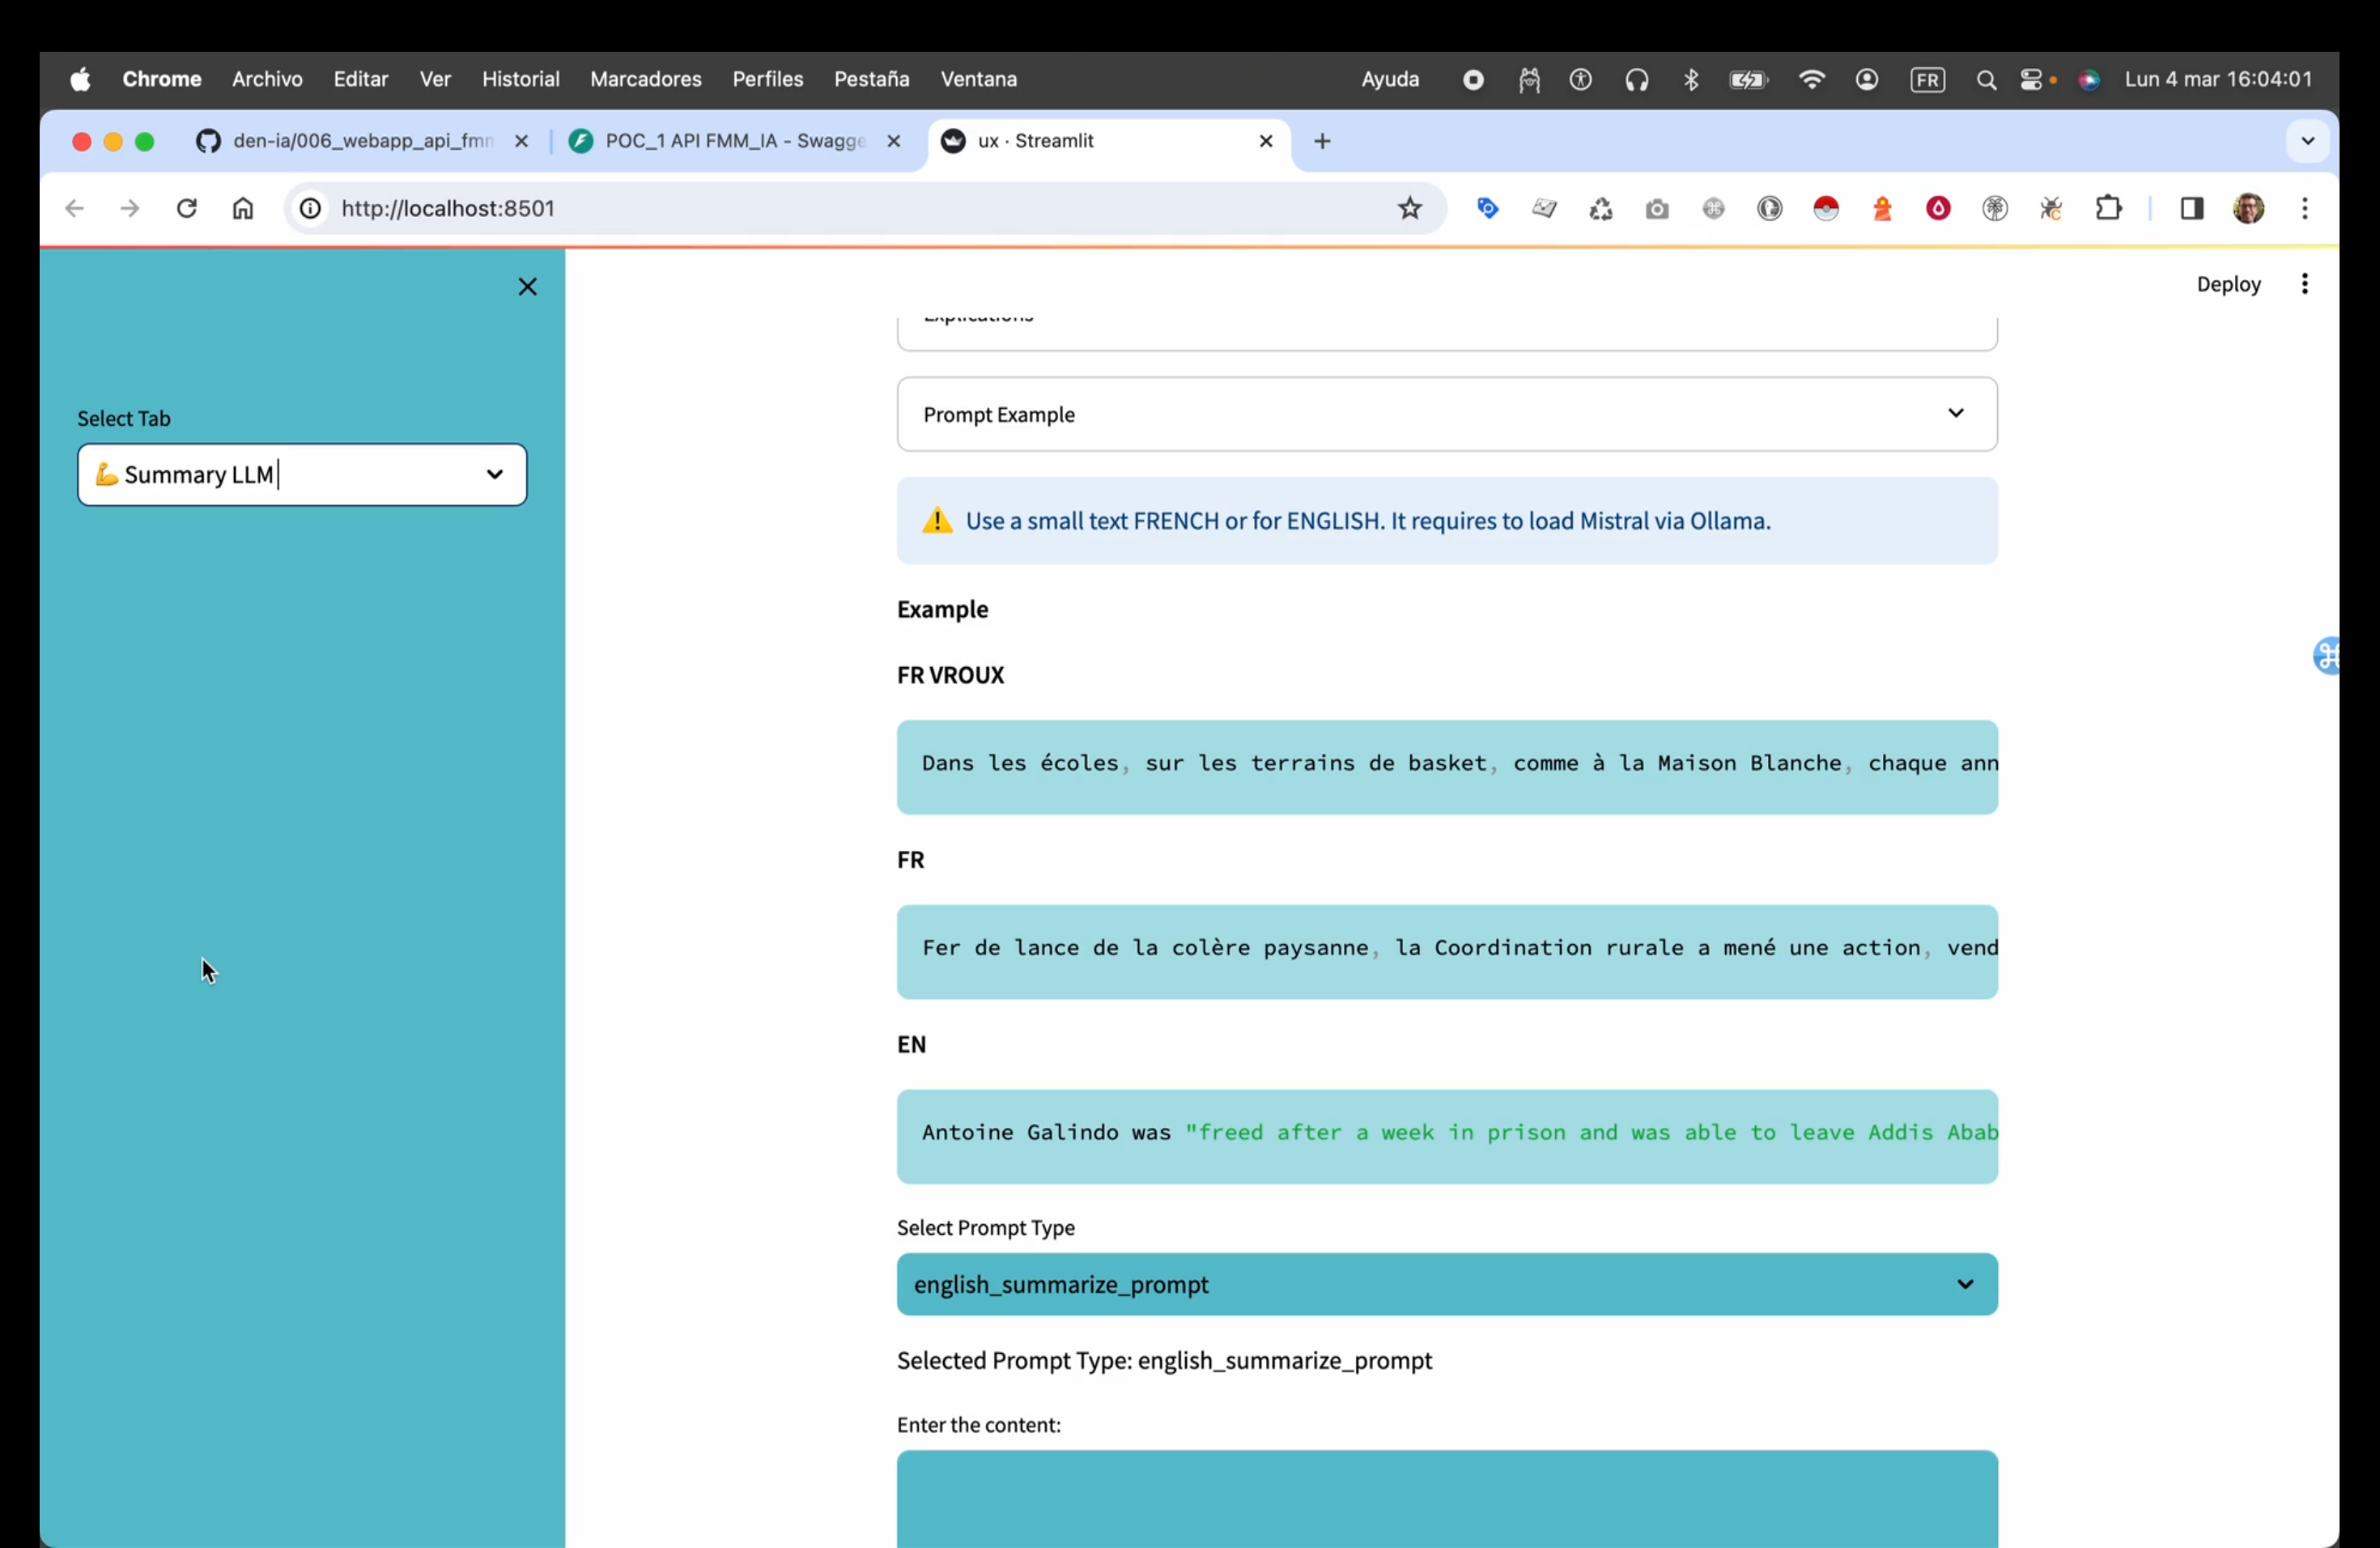 Chrome Archivo Editar Ver Historial Marcadores Perfiles Pestaña Ventana Ayuda FR Lun 4 mar 16:04:01
den-ia/006_webapp_api_fmm POC_1 API FMM_IA - Swagge ux · Streamlit
http://localhost:8501
Deploy
Select Tab
💪 Summary LLM
Explications
Prompt Example
⚠️ Use a small text FRENCH or for ENGLISH. It requires to load Mistral via Ollama.
Example
FR VROUX
Dans les écoles, sur les terrains de basket, comme à la Maison Blanche, chaque ann
FR
Fer de lance de la colère paysanne, la Coordination rurale a mené une action, vend
EN
Antoine Galindo was "freed after a week in prison and was able to leave Addis Abab
Select Prompt Type
english_summarize_prompt
Selected Prompt Type: english_summarize_prompt
Enter the content: